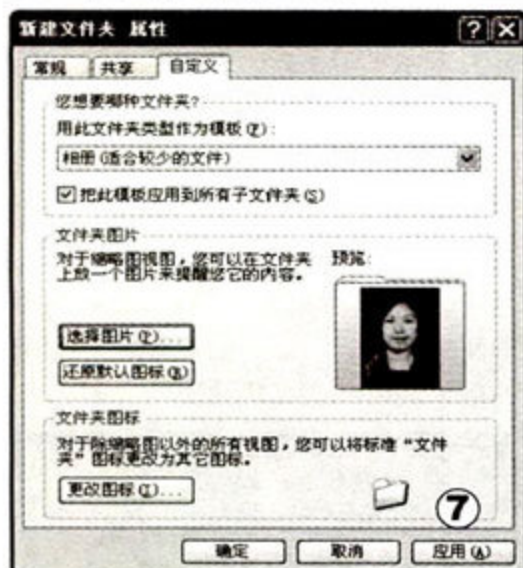 新建文件夹 属性
常规 共享 自定义
您想要哪种文件夹?
用此文件夹类型作为模板(P):
相册(适合较少的文件)
把此模板应用到所有子文件夹(S)
文件夹图片
对于缩略图视图，您可以在文件夹
上放一个图片来提醒您它的内容。
预览:
选择图片(P)...
还原默认图标(R)
文件夹图标
对于除缩略图以外的所有视图，您可以将标准“文件
夹”图标更改为其它图标。
更改图标(I)...
⑦
确定 取消 应用(A)